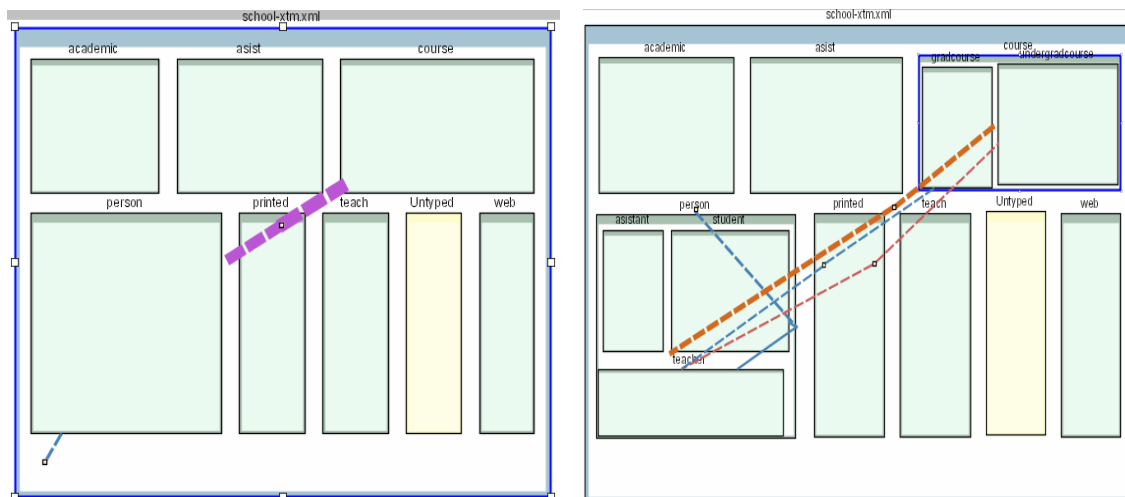 school-xtm.xml
academic asist course
person printed teach Untyped web
school-xtm.xml
academic asist course
gradcourse undergradcourse
person printed teach Untyped web
asistant student
teacher